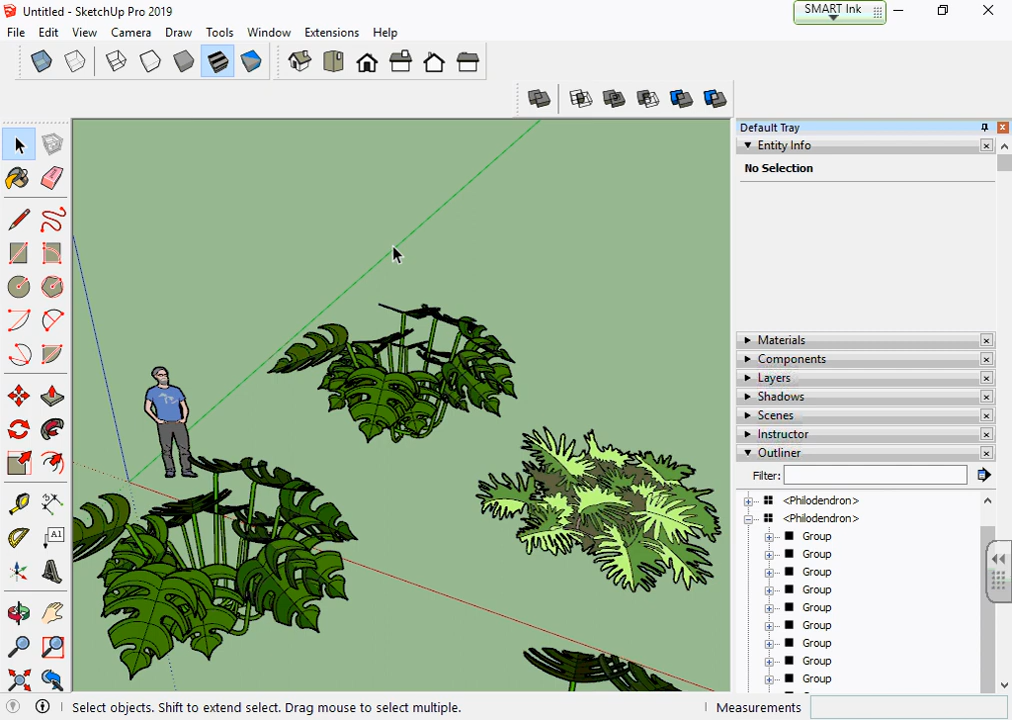 Untitled - SketchUp Pro 2019
SMART Ink
File Edit View Camera Draw Tools Window Extensions Help
Default Tray
Entity Info
No Selection
Materials
Components
Layers
Shadows
Scenes
Instructor
Outliner
Filter:
<Philodendron>
<Philodendron>
Group
Group
Group
Group
Group
Group
Group
Group
Group
A1
Select objects. Shift to extend select. Drag mouse to select multiple.
Measurements